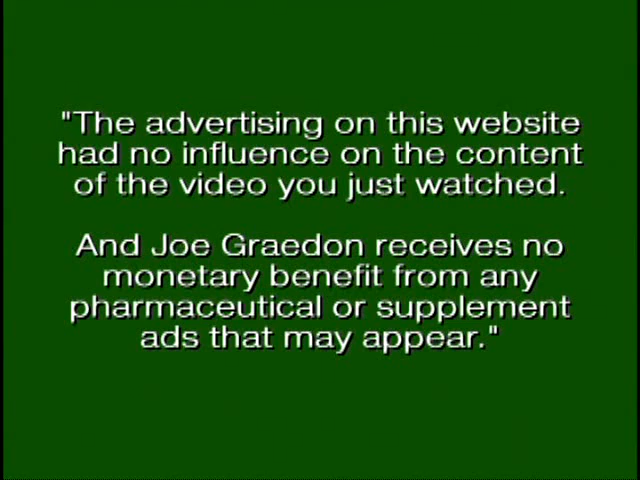 "The advertising on this website
had no influence on the content
of the video you just watched.
And Joe Graedon receives no
monetary benefit from any
pharmaceutical or supplement
ads that may appear."